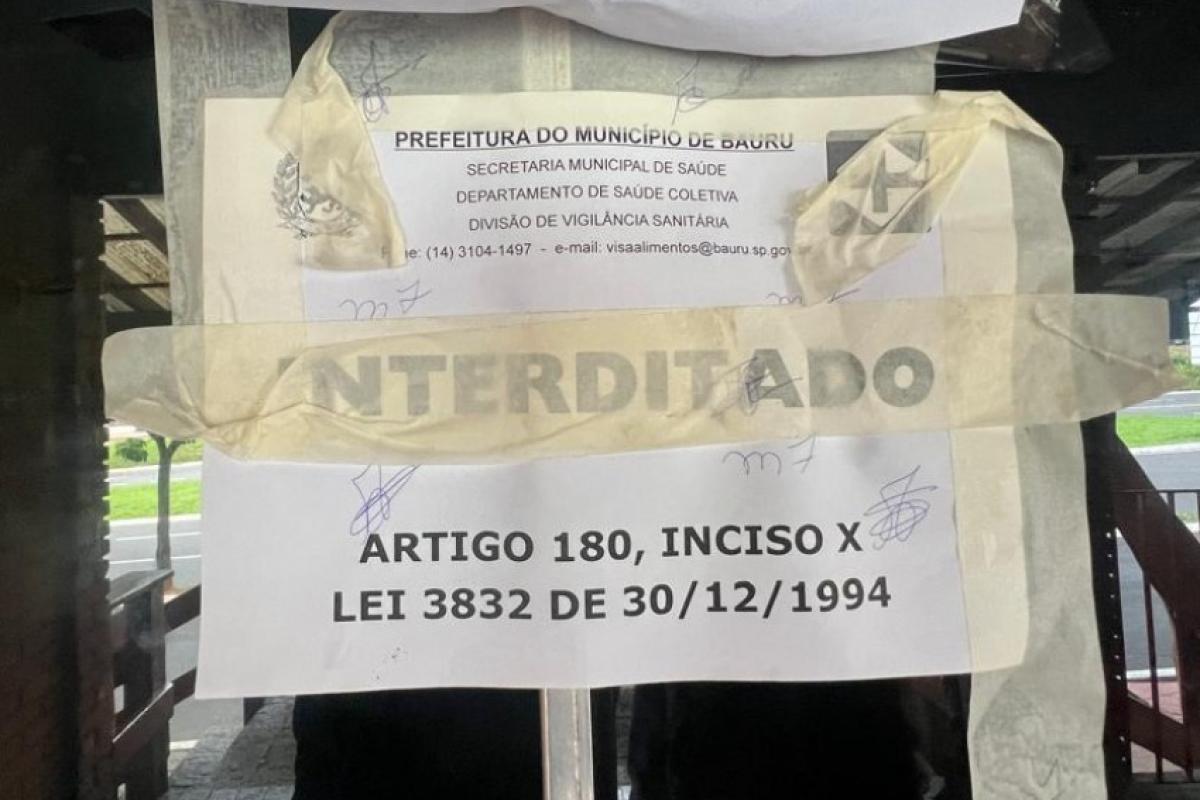 PREFEITURA DO MUNICÍPIO DE BAURU
SECRETARIA MUNICIPAL DE SAÚDE
DEPARTAMENTO DE SAÚDE COLETIVA
DIVISÃO DE VIGILÂNCIA SANITÁRIA
(14) 3104-1497 - e-mail: visaalimentos@bauru.sp.gov
INTERDITADO
ARTIGO 180, INCISO X
LEI 3832 DE 30/12/1994